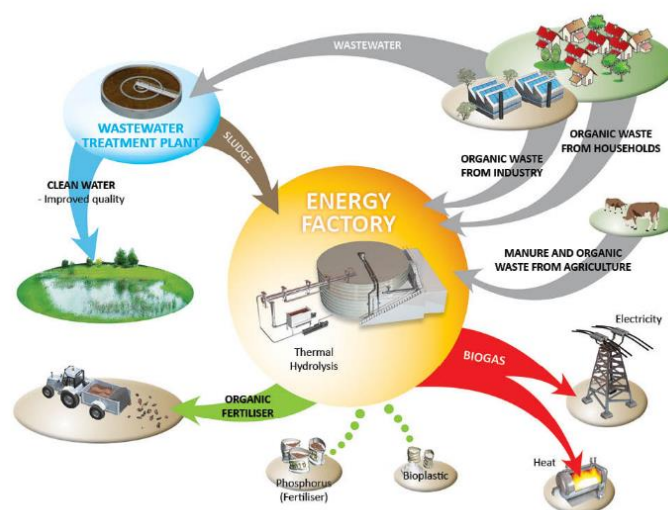 WASTEWATER
WASTEWATER
TREATMENT PLANT
SLUDGE
ORGANIC WASTE
FROM HOUSEHOLDS
ORGANIC WASTE
FROM INDUSTRY
CLEAN WATER
- Improved quality
ENERGY
FACTORY
MANURE AND ORGANIC
WASTE FROM AGRICULTURE
Thermal
Hydrolysis
BIOGAS
Electricity
ORGANIC
FERTILISER
Phosphorus
(Fertiliser)
Bioplastic
Heat